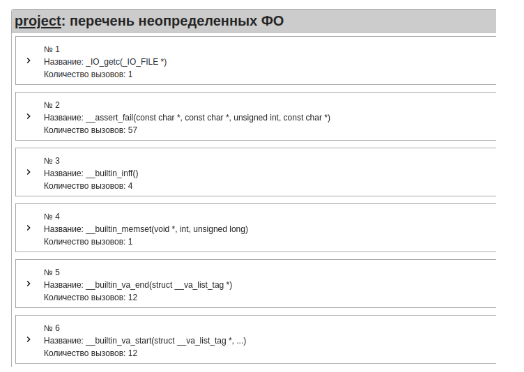 project: перечень неопределенных ФО
№ 1
Название: _IO_getc(_IO_FILE *)
Количество вызовов: 1
№ 2
Название: __assert_fail(const char *, const char *, unsigned int, const char *)
Количество вызовов: 57
№ 3
Название: __builtin_inff()
Количество вызовов: 4
№ 4
Название: __builtin_memset(void *, int, unsigned long)
Количество вызовов: 1
№ 5
Название: __builtin_va_end(struct __va_list_tag *)
Количество вызовов: 12
№ 6
Название: __builtin_va_start(struct __va_list_tag *, ...)
Количество вызовов: 12